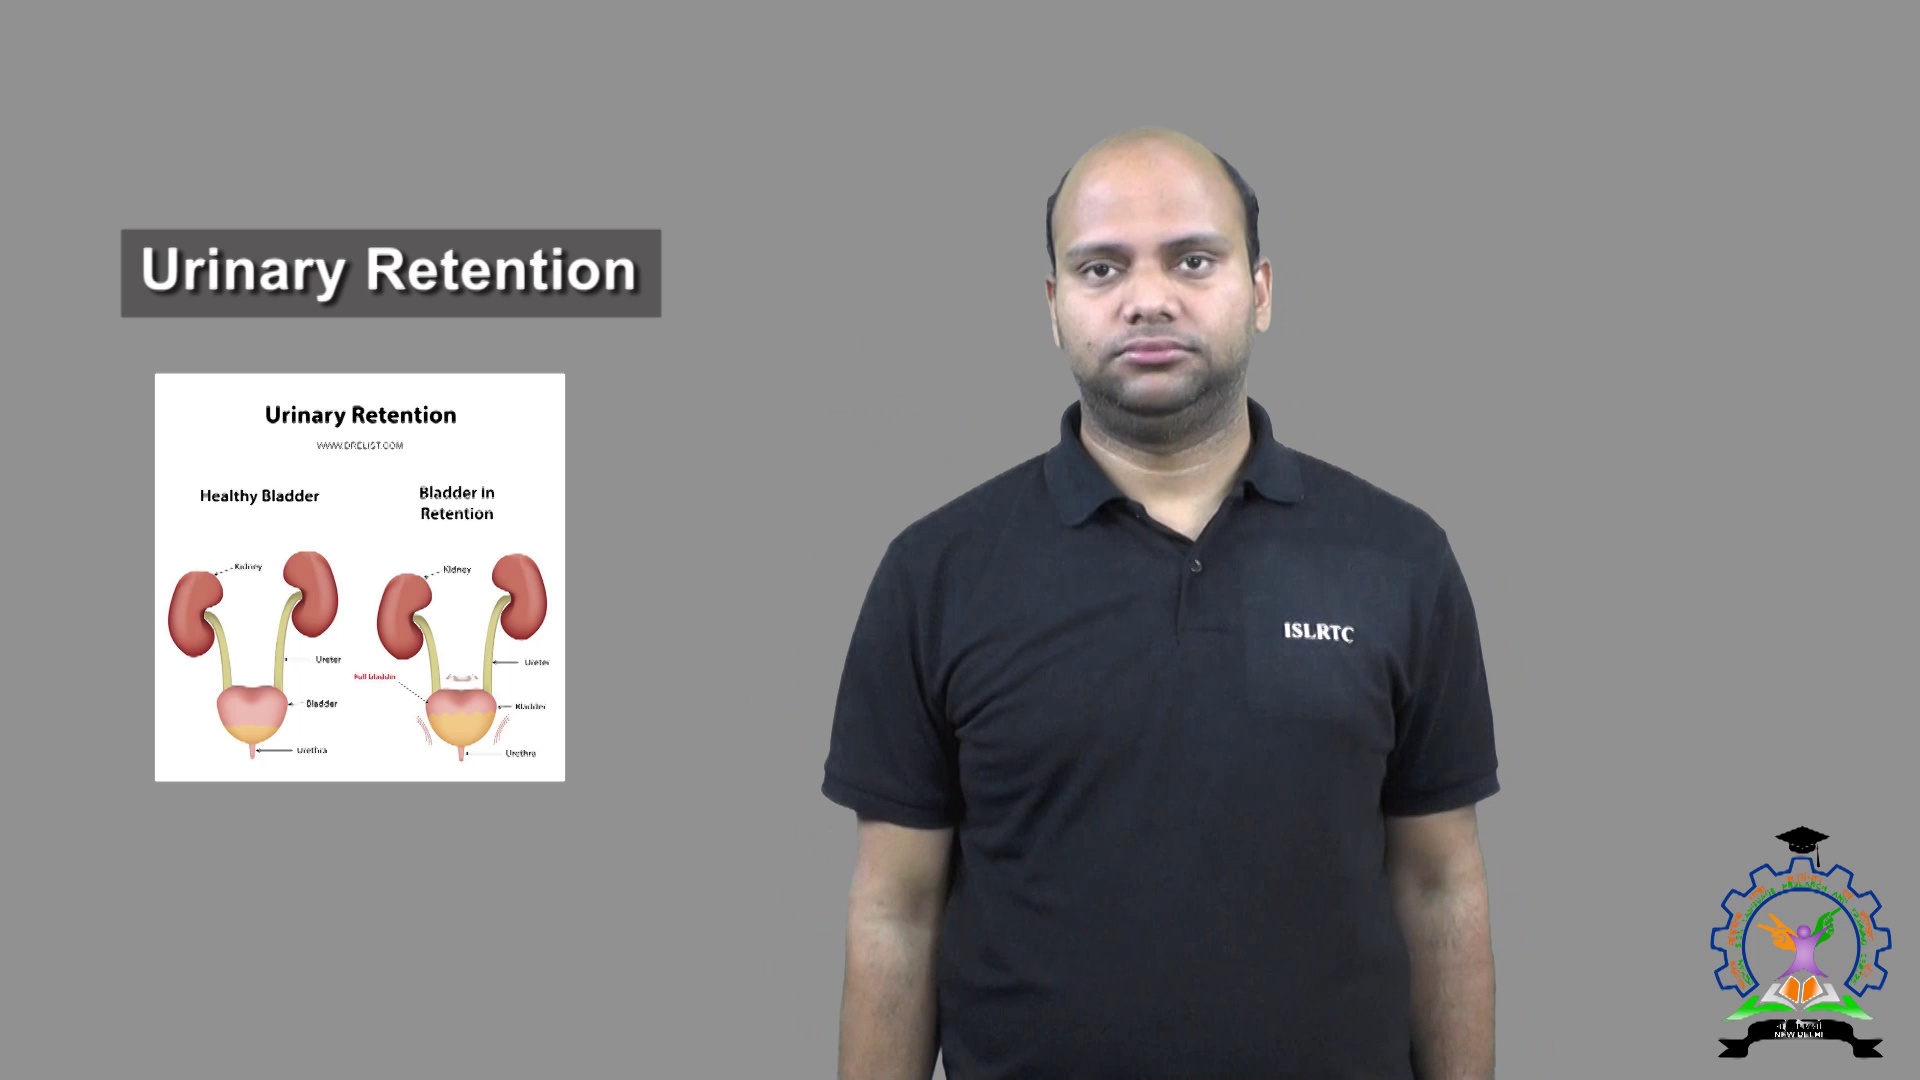 Urinary Retention
Urinary Retention
WWW.DRELIST.COM
Healthy Bladder
Bladder In
Retention
Kidney
Kidney
Ureter
Ureter
Full bladder
Bladder
Bladder
Urethra
Urethra
ISLRTC
NEW DELHI